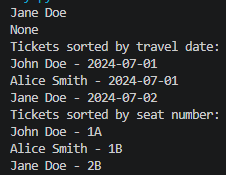 Jane Doe
None
Tickets sorted by travel date:
John Doe - 2024-07-01
Alice Smith - 2024-07-01
Jane Doe - 2024-07-02
Tickets sorted by seat number:
John Doe - 1A
Alice Smith - 1B
Jane Doe - 2B